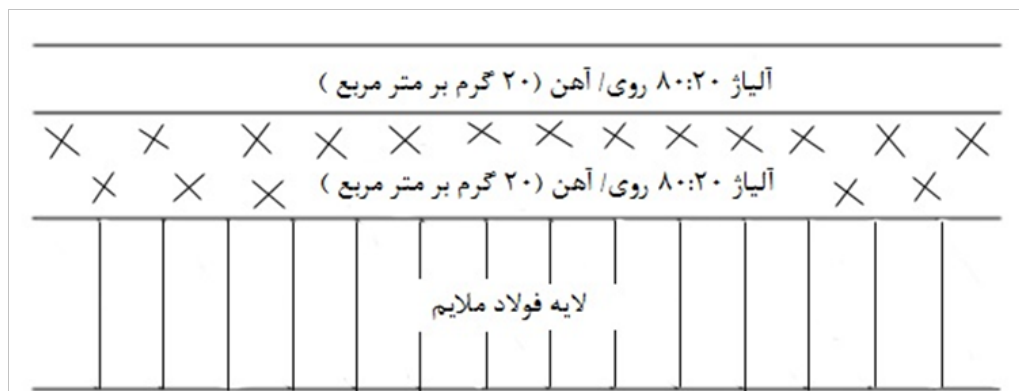 آلیاژ ۸۰:۲۰ روی/ آهن (۲۰ گرم بر متر مربع )
آلیاژ ۸۰:۲۰ روی/ آهن (۲۰ گرم بر متر مربع )
لایه فولاد ملایم